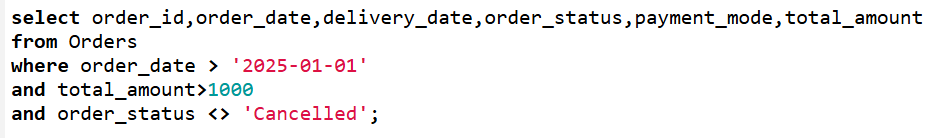 select order_id,order_date,delivery_date,order_status,payment_mode,total_amount
from Orders
where order_date > '2025-01-01'
and total_amount>1000
and order_status <> 'Cancelled';